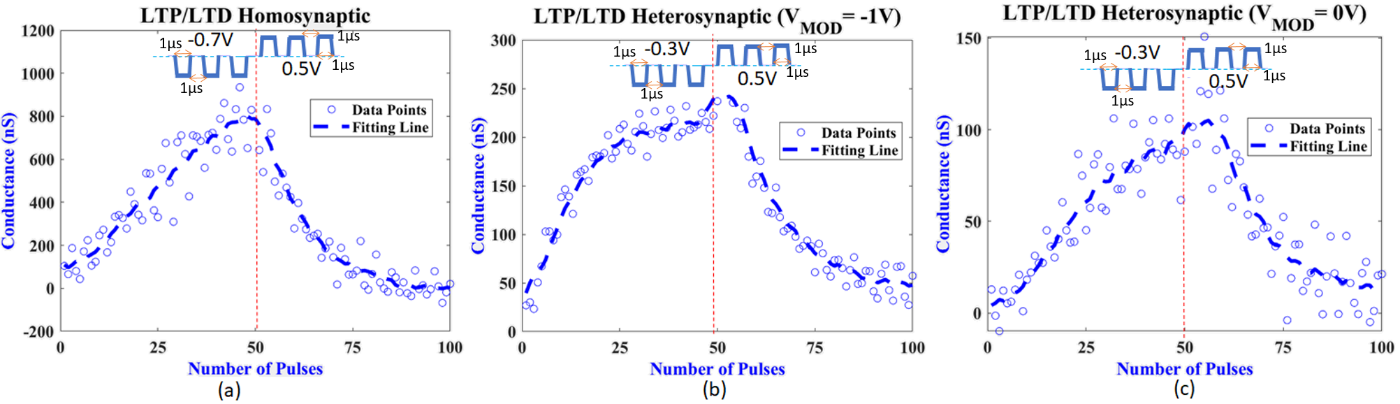 LTP/LTD Homosynaptic
1200
1000
800
600
400
200
0
-200
Conductance (nS)
1μs
-0.7V
1μs
1μs
0.5V
1μs
Data Points
Fitting Line
0
25
50
75
100
Number of Pulses
(a)
LTP/LTD Heterosynaptic (VMOD= -1V)
300
250
200
150
100
50
0
Conductance (nS)
1μs
-0.3V
1μs
1μs
0.5V
1μs
Data Points
Fitting Line
0
25
50
75
100
Number of Pulses
(b)
LTP/LTD Heterosynaptic (VMOD= 0V)
150
100
50
0
Conductance (nS)
1μs
-0.3V
1μs
1μs
0.5V
1μs
Data Points
Fitting Line
0
25
50
75
100
Number of Pulses
(c)